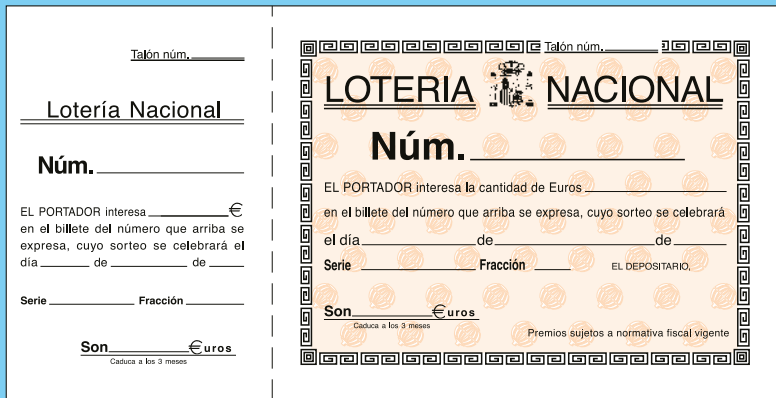 Talón núm.
Lotería Nacional
Núm.
EL PORTADOR interesa €
en el billete del número que arriba se
expresa, cuyo sorteo se celebrará el
día de de
Serie Fracción
Son €uros
Caduca a los 3 meses
Talón núm.
LOTERIA NACIONAL
Núm.
EL PORTADOR interesa la cantidad de Euros
en el billete del número que arriba se expresa, cuyo sorteo se celebrará
el día de de
Serie Fracción EL DEPOSITARIO,
Son €uros
Caduca a los 3 meses
Premios sujetos a normativa fiscal vigente